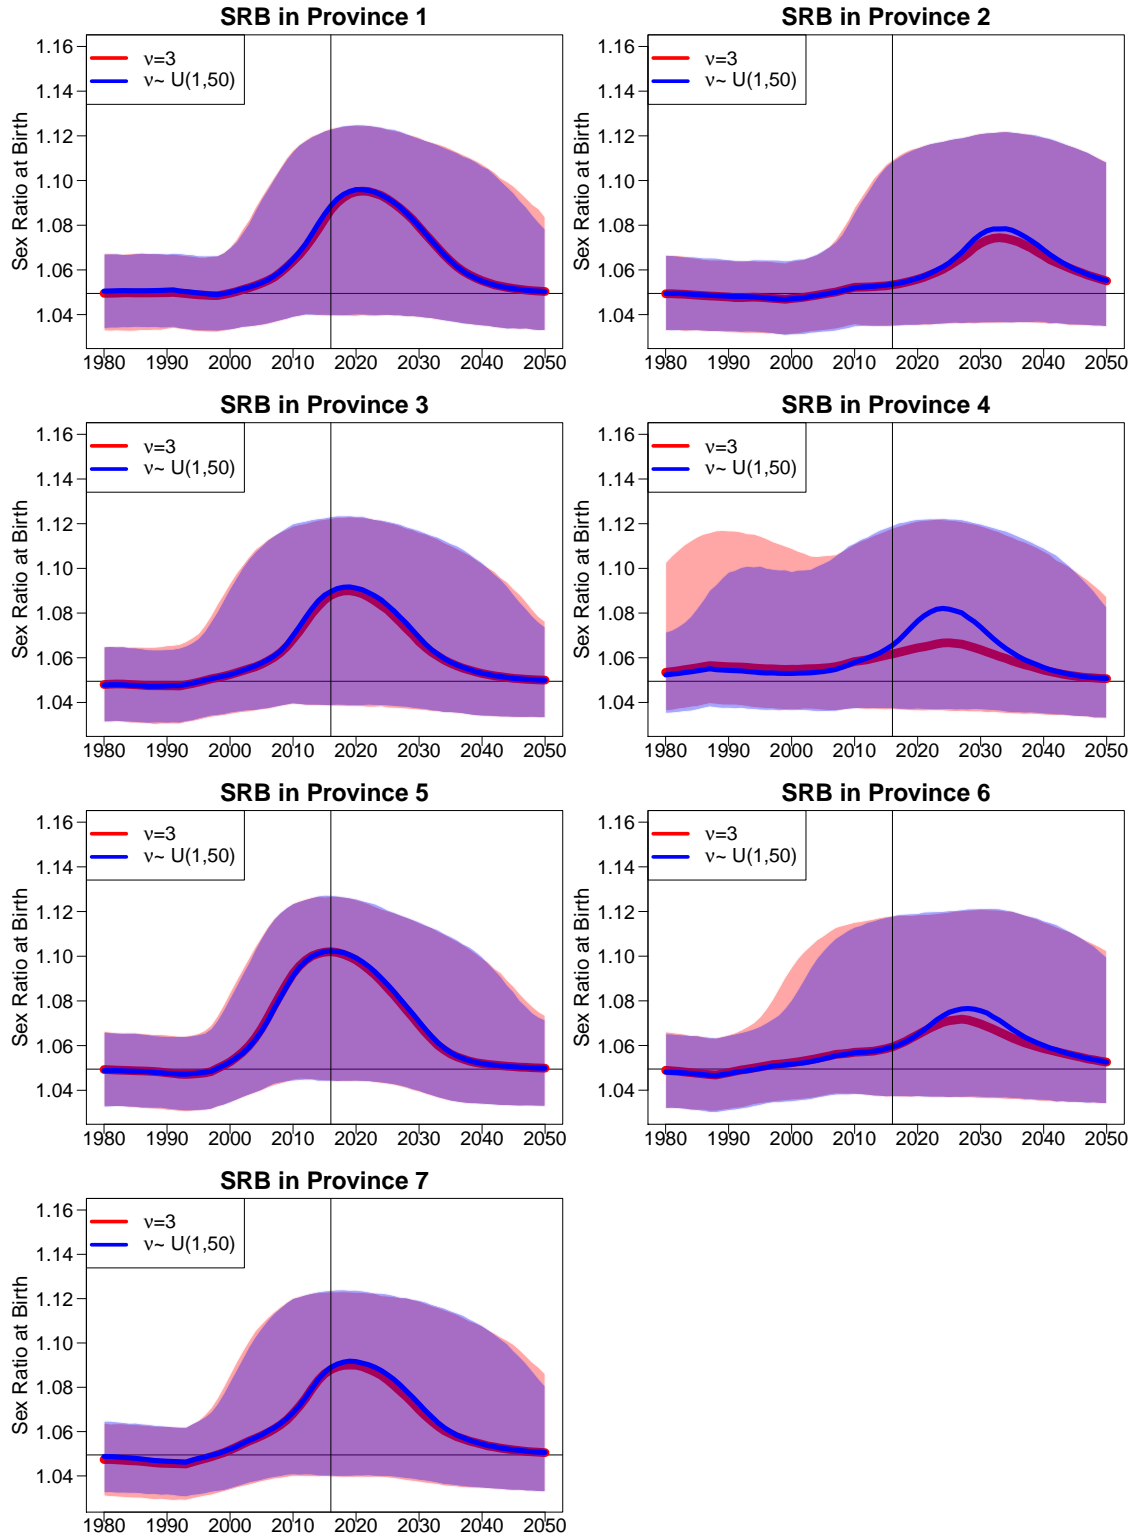 SRB in Province 1
1.16
1.14
1.12
1.10
1.08
1.06
1.04
Sex Ratio at Birth
ν=3
ν~ U(1,50)
1980 1990 2000 2010 2020 2030 2040 2050
SRB in Province 2
1.16
1.14
1.12
1.10
1.08
1.06
1.04
Sex Ratio at Birth
ν=3
ν~ U(1,50)
1980 1990 2000 2010 2020 2030 2040 2050
SRB in Province 3
1.16
1.14
1.12
1.10
1.08
1.06
1.04
Sex Ratio at Birth
ν=3
ν~ U(1,50)
1980 1990 2000 2010 2020 2030 2040 2050
SRB in Province 4
1.16
1.14
1.12
1.10
1.08
1.06
1.04
Sex Ratio at Birth
ν=3
ν~ U(1,50)
1980 1990 2000 2010 2020 2030 2040 2050
SRB in Province 5
1.16
1.14
1.12
1.10
1.08
1.06
1.04
Sex Ratio at Birth
ν=3
ν~ U(1,50)
1980 1990 2000 2010 2020 2030 2040 2050
SRB in Province 6
1.16
1.14
1.12
1.10
1.08
1.06
1.04
Sex Ratio at Birth
ν=3
ν~ U(1,50)
1980 1990 2000 2010 2020 2030 2040 2050
SRB in Province 7
1.16
1.14
1.12
1.10
1.08
1.06
1.04
Sex Ratio at Birth
ν=3
ν~ U(1,50)
1980 1990 2000 2010 2020 2030 2040 2050